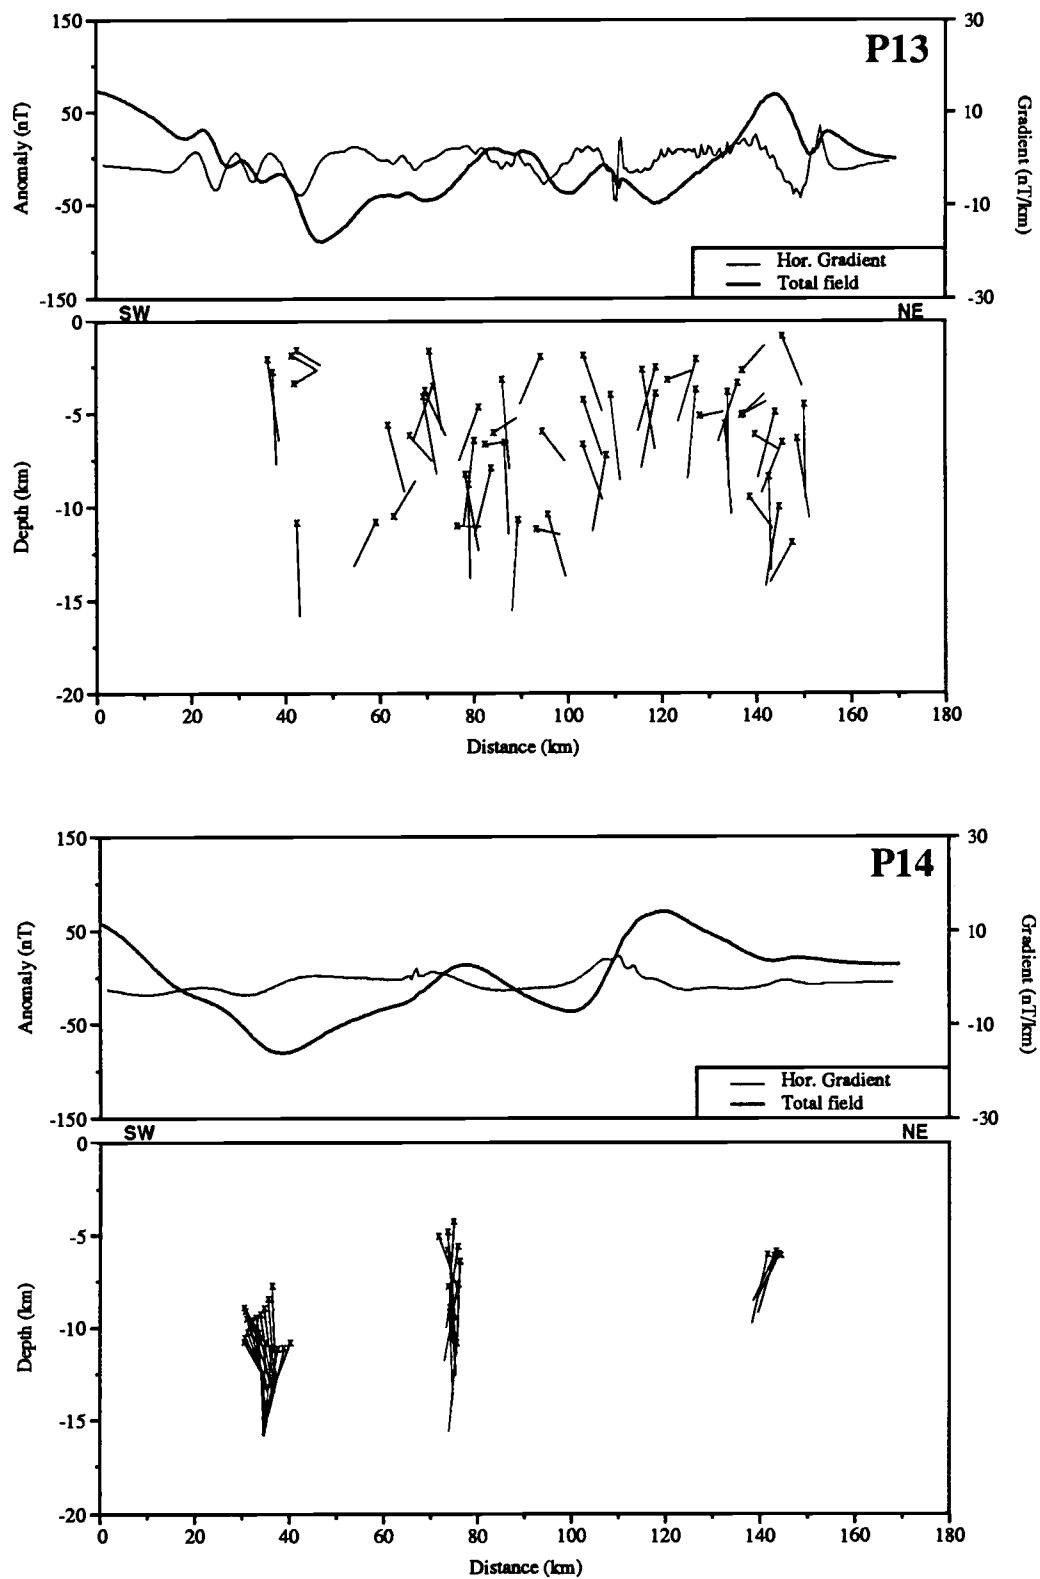 P13
150
50
-50
-150
Anomaly (nT)
30
10
-10
-30
Gradient (nT/km)
Hor. Gradient
Total field
SW
NE
0
-5
-10
-15
-20
Depth (km)
0 20 40 60 80 100 120 140 160 180
Distance (km)
P14
150
50
-50
-150
Anomaly (nT)
30
10
-10
-30
Gradient (nT/km)
Hor. Gradient
Total field
SW
NE
0
-5
-10
-15
-20
Depth (km)
0 20 40 60 80 100 120 140 160 180
Distance (km)